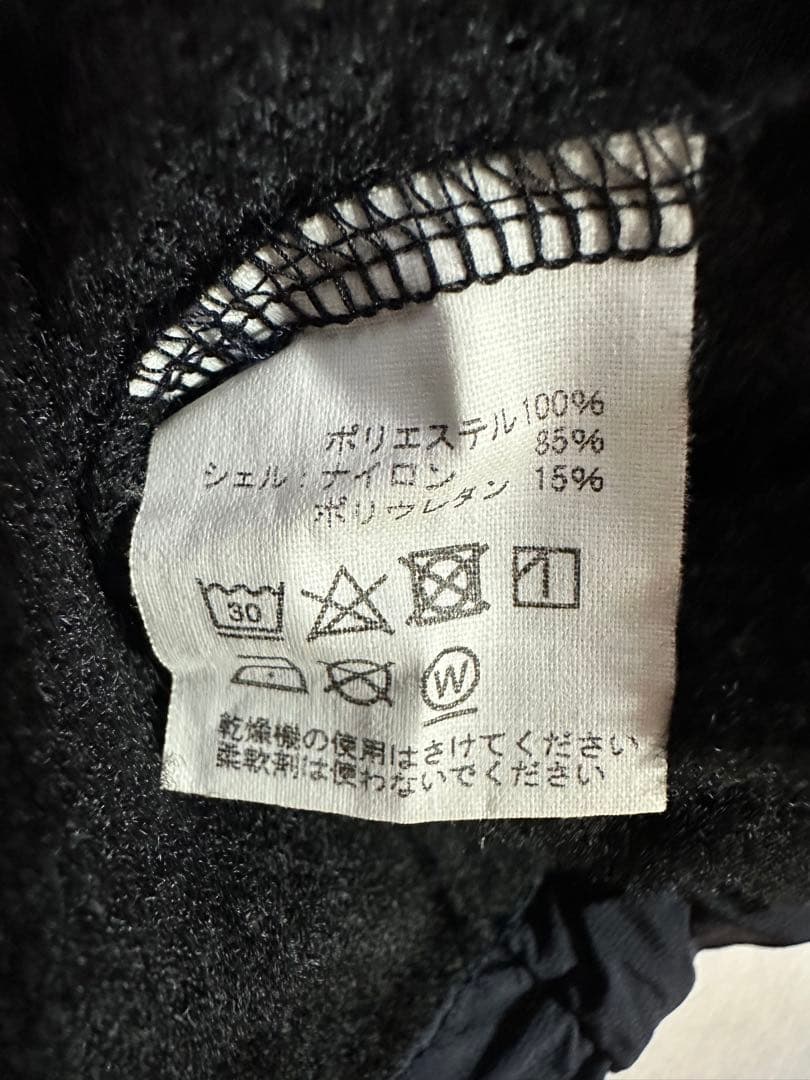 ポリエステル100%
シェル:ナイロン 85%
ポリウレタン 15%
30
W
乾燥機の使用はさけてください
柔軟剤は使わないでください